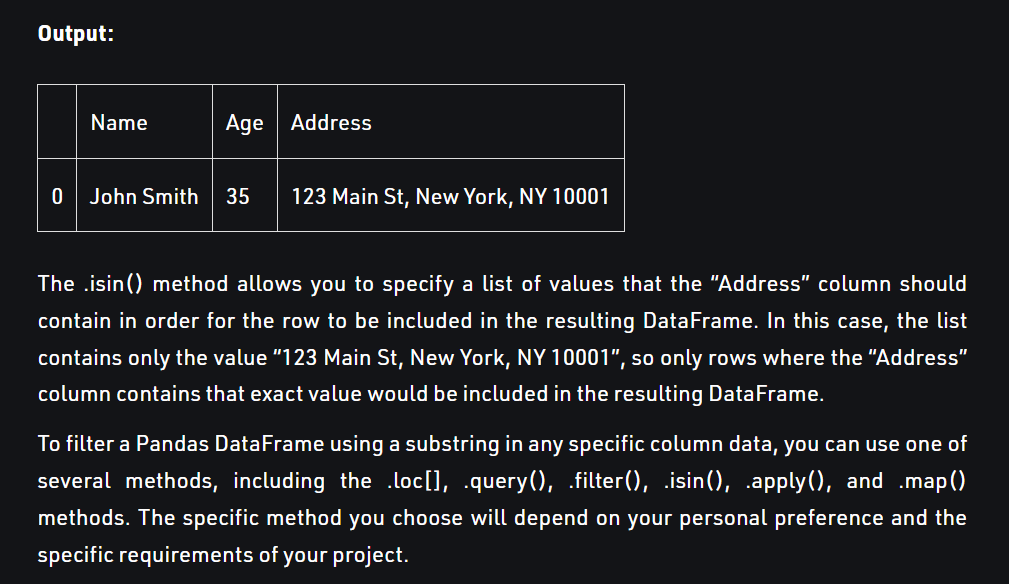 Output:
Name Age Address
0 John Smith 35 123 Main St, New York, NY 10001
The .isin() method allows you to specify a list of values that the “Address” column should
contain in order for the row to be included in the resulting DataFrame. In this case, the list
contains only the value “123 Main St, New York, NY 10001”, so only rows where the “Address”
column contains that exact value would be included in the resulting DataFrame.
To filter a Pandas DataFrame using a substring in any specific column data, you can use one of
several methods, including the .loc[], .query(), .filter(), .isin(), .apply(), and .map()
methods. The specific method you choose will depend on your personal preference and the
specific requirements of your project.